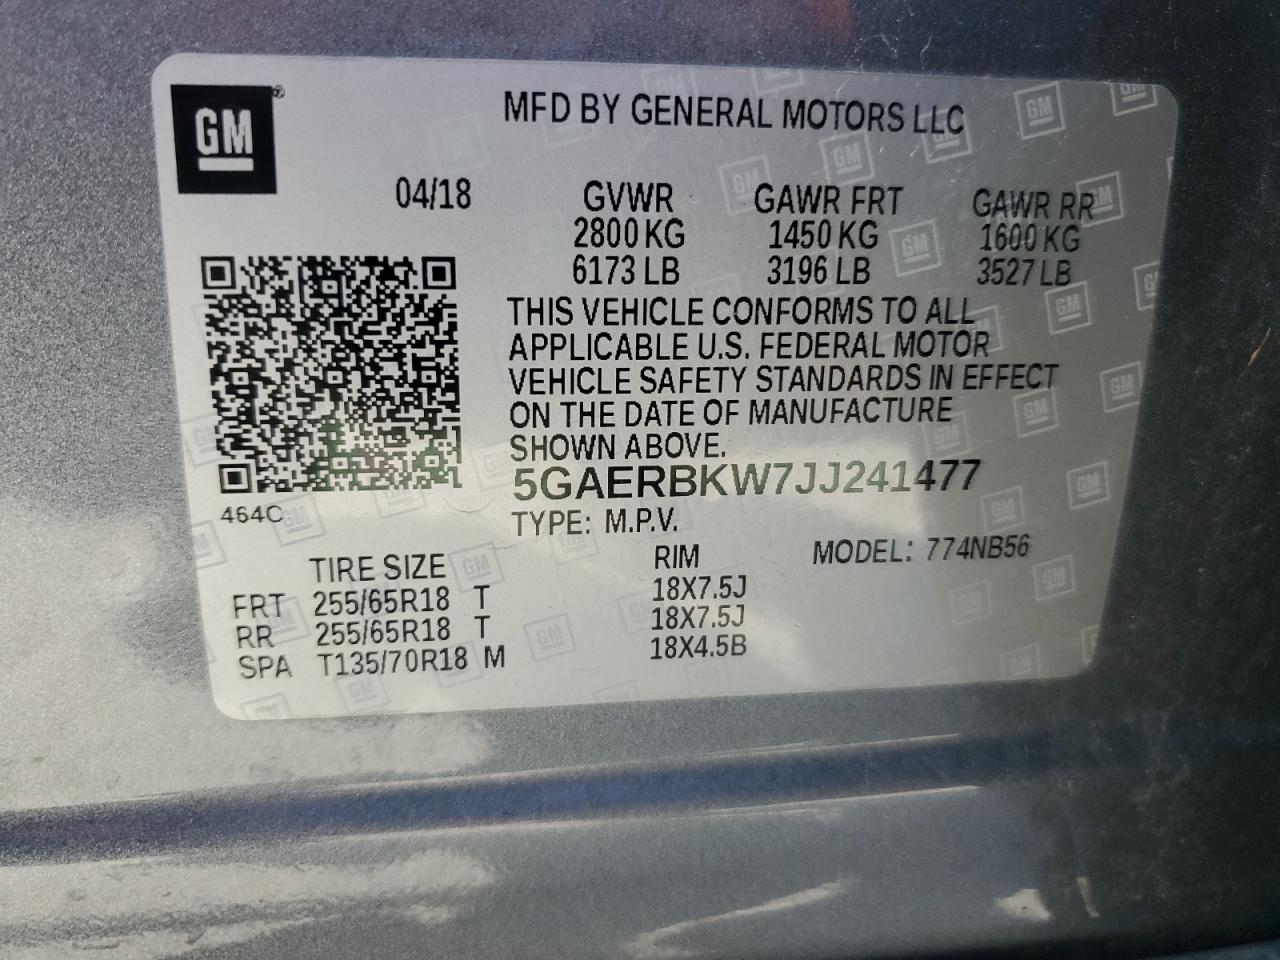 GM ®
MFD BY GENERAL MOTORS LLC
04/18 GVWR GAWR FRT GAWR RR
2800 KG 1450 KG 1600 KG
6173 LB 3196 LB 3527 LB
THIS VEHICLE CONFORMS TO ALL
APPLICABLE U.S. FEDERAL MOTOR
VEHICLE SAFETY STANDARDS IN EFFECT
ON THE DATE OF MANUFACTURE
SHOWN ABOVE.
5GAERBKW7JJ241477
464C
TYPE: M.P.V.
TIRE SIZE RIM MODEL: 774NB56
FRT 255/65R18 T 18X7.5J
RR 255/65R18 T 18X7.5J
SPA T135/70R18 M 18X4.5B